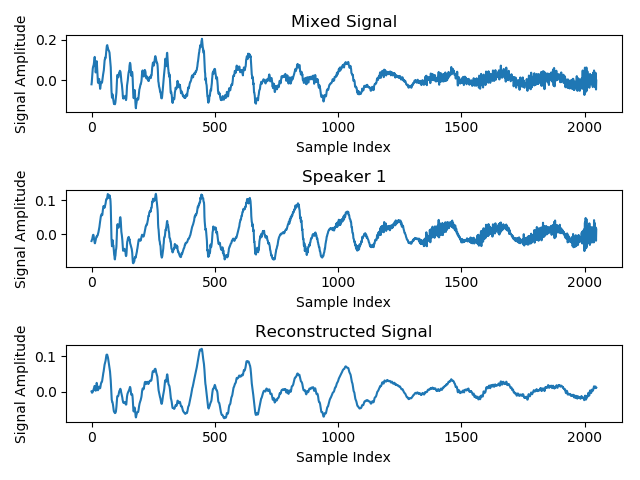 Mixed Signal
Signal Amplitude
0.2
0.0
0 500 1000 1500 2000
Sample Index
Speaker 1
Signal Amplitude
0.1
0.0
0 500 1000 1500 2000
Sample Index
Reconstructed Signal
Signal Amplitude
0.1
0.0
0 500 1000 1500 2000
Sample Index